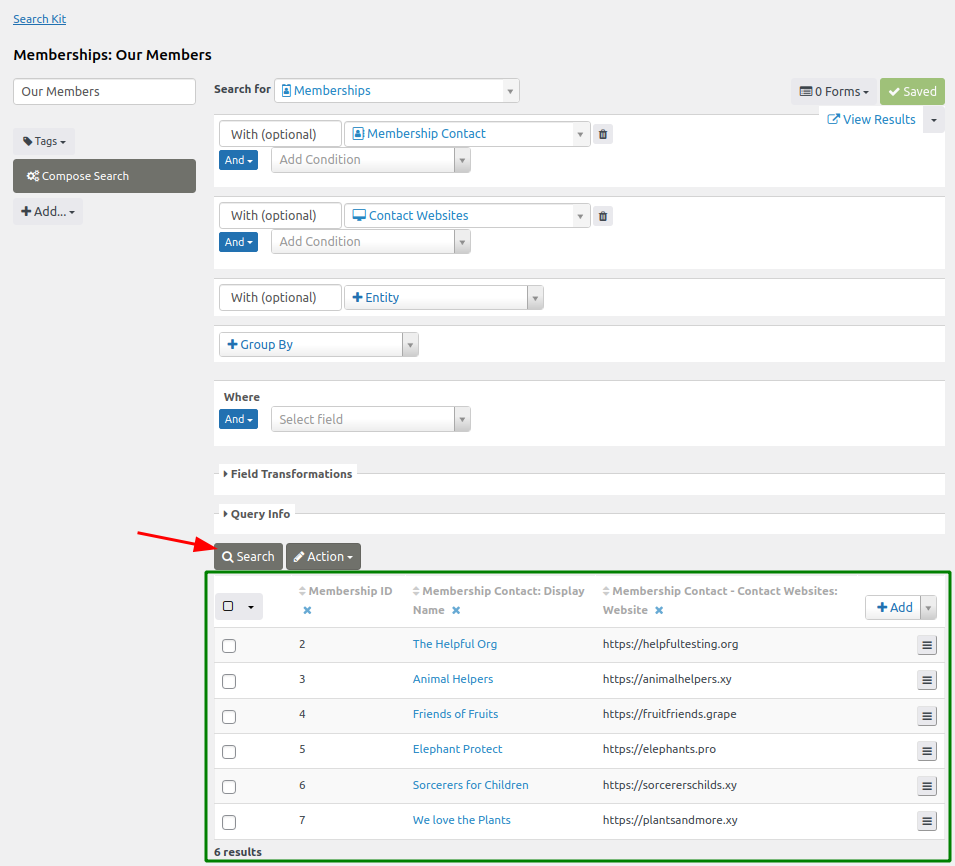 Search Kit
Memberships: Our Members
Our Members
Search for Memberships
0 Forms
Saved
View Results
Tags
Compose Search
Add...
With (optional) Membership Contact
And Add Condition
With (optional) Contact Websites
And Add Condition
With (optional) Entity
Group By
Where
And Select field
Field Transformations
Query Info
Search Action
Membership ID Membership Contact: Display Name Membership Contact - Contact Websites: Website Add
2 The Helpful Org https://helpfultesting.org
3 Animal Helpers https://animalhelpers.xy
4 Friends of Fruits https://fruitfriends.grape
5 Elephant Protect https://elephants.pro
6 Sorcerers for Children https://sorcererschilds.xy
7 We love the Plants https://plantsandmore.xy
6 results